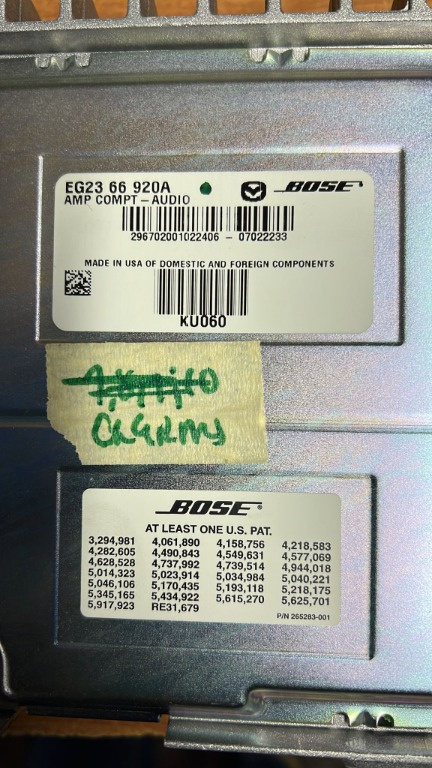 EG23 66 920A BOSE
AMP COMPT-AUDIO
296702001022406 - 07022233
MADE IN USA OF DOMESTIC AND FOREIGN COMPONENTS
KU060
BOSE®
AT LEAST ONE U.S. PAT.
3,294,981 4,061,890 4,158,756 4,218,583
4,282,605 4,490,843 4,549,631 4,577,069
4,628,528 4,737,992 4,739,514 4,944,018
5,014,323 5,023,914 5,034,984 5,040,221
5,046,106 5,170,435 5,193,118 5,218,175
5,345,165 5,434,922 5,615,270 5,625,701
5,917,923 RE31,679
P/N 265283-001